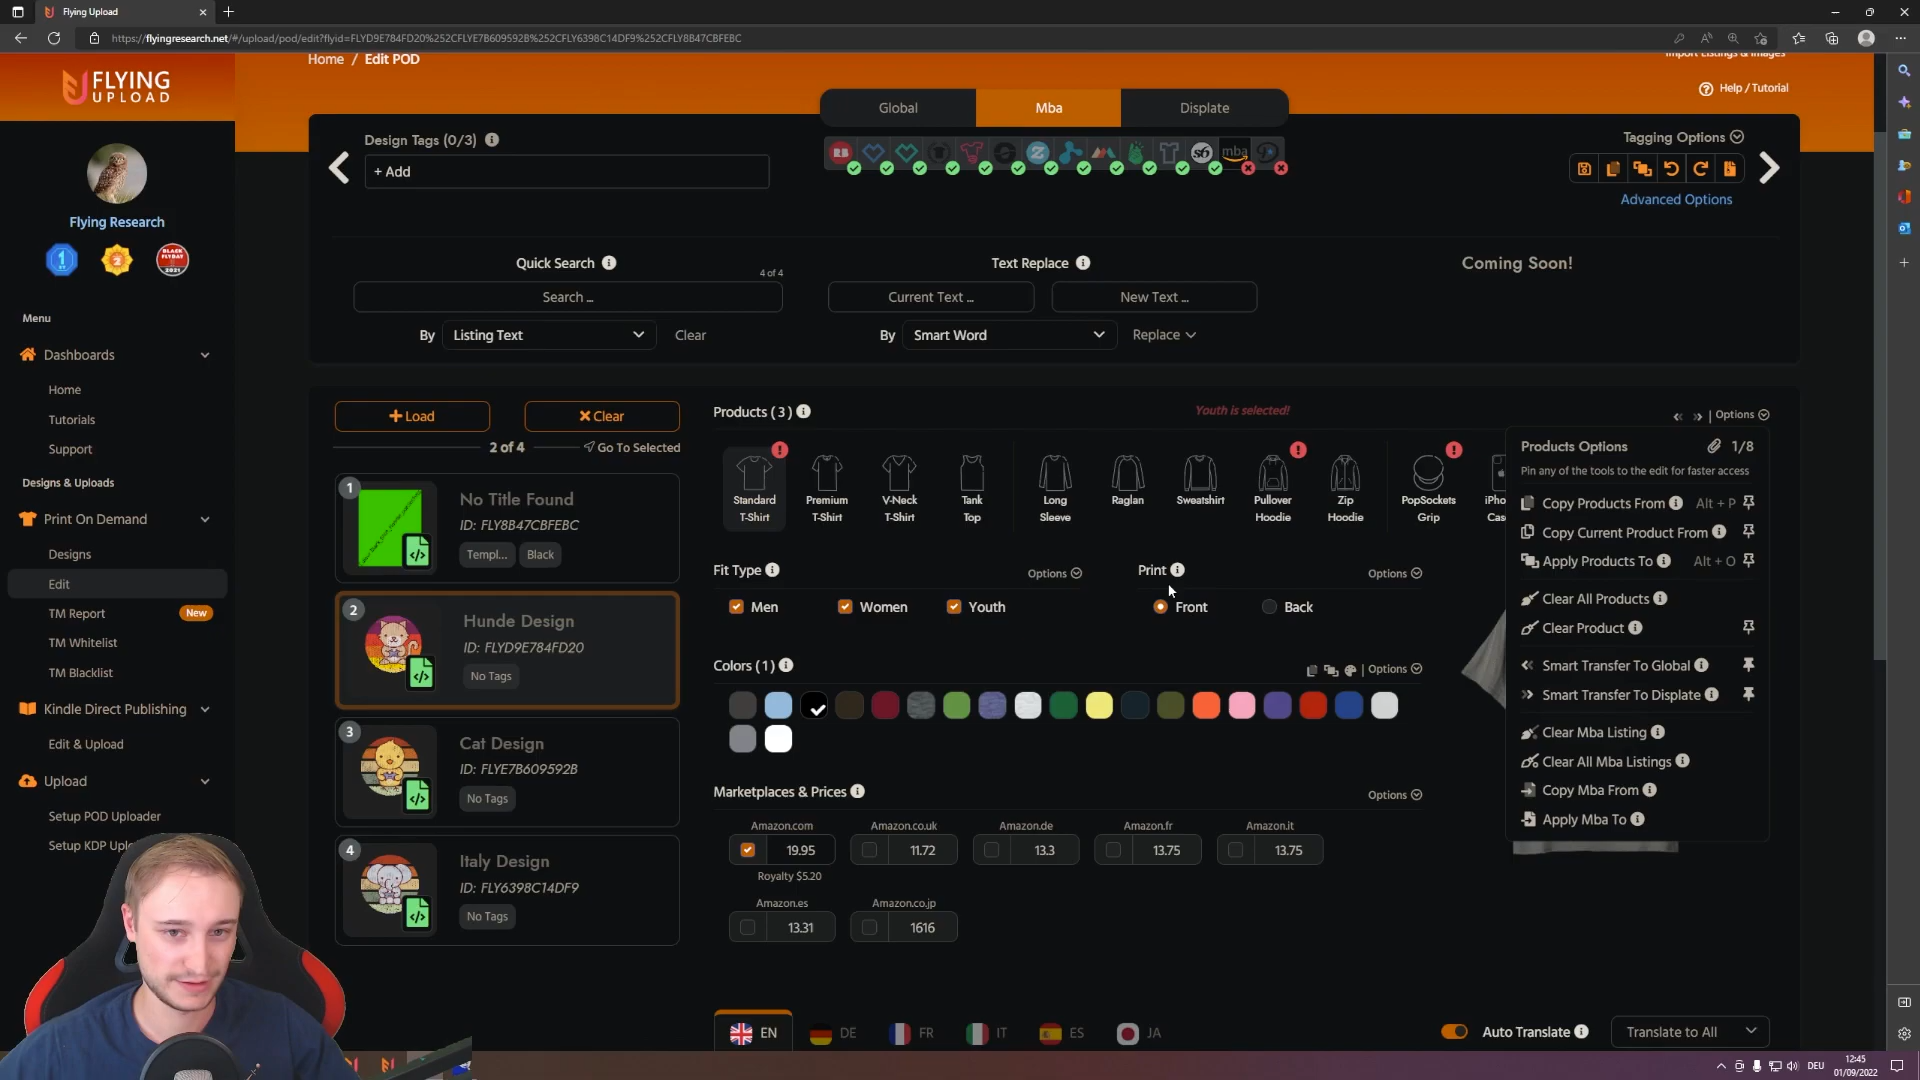 Flying Upload
https://flyingresearch.net/#/upload/pod/edit?flyid=FLYD9E784FD20%252CFLYE7B609592B%252CFLY6398C14DF9%252CFLY8B47CBFEBC
FLYING
UPLOAD
Home / Edit POD
Import Listings & Images
Help / Tutorial
Global
Mba
Displate
Design Tags (0/3)
+ Add
mba
Tagging Options
Advanced Options
Flying Research
Quick Search
4 of 4
Search ...
By Listing Text
Clear
Text Replace
Current Text ...
New Text ...
By Smart Word
Replace
Coming Soon!
Menu
Dashboards
Home
Tutorials
Support
Designs & Uploads
Print On Demand
Designs
Edit
TM Report New
TM Whitelist
TM Blacklist
Kindle Direct Publishing
Edit & Upload
Upload
Setup POD Uploader
+ Load
Clear
2 of 4
Go To Selected
1
No Title Found
ID: FLY8B47CBFEBC
Templ...
Black
2
Hunde Design
ID: FLYD9E784FD20
No Tags
3
Cat Design
ID: FLYE7B609592B
No Tags
4
Italy Design
ID: FLY6398C14DF9
No Tags
Products ( 3 )
Youth is selected!
Options
Standard
T-Shirt
Premium
T-Shirt
V-Neck
T-Shirt
Tank
Top
Long
Sleeve
Raglan
Sweatshirt
Pullover
Hoodie
Zip
Hoodie
PopSockets
Grip
Fit Type
Options
Men
Women
Youth
Print
Options
Front
Back
Colors ( 1 )
Options
Marketplaces & Prices
Options
Amazon.com
19.95
Royalty $5.20
Amazon.co.uk
11.72
Amazon.de
13.3
Amazon.fr
13.75
Amazon.it
13.75
Amazon.es
13.31
Amazon.co.jp
1616
Products Options
1/8
Pin any of the tools to the edit for faster access
Copy Products From Alt + P
Copy Current Product From
Apply Products To Alt + O
Clear All Products
Clear Product
Smart Transfer To Global
Smart Transfer To Displate
Clear Mba Listing
Clear All Mba Listings
Copy Mba From
Apply Mba To
EN
DE
FR
IT
ES
JA
Auto Translate
Translate to All
DEU
12:45
01/09/2022